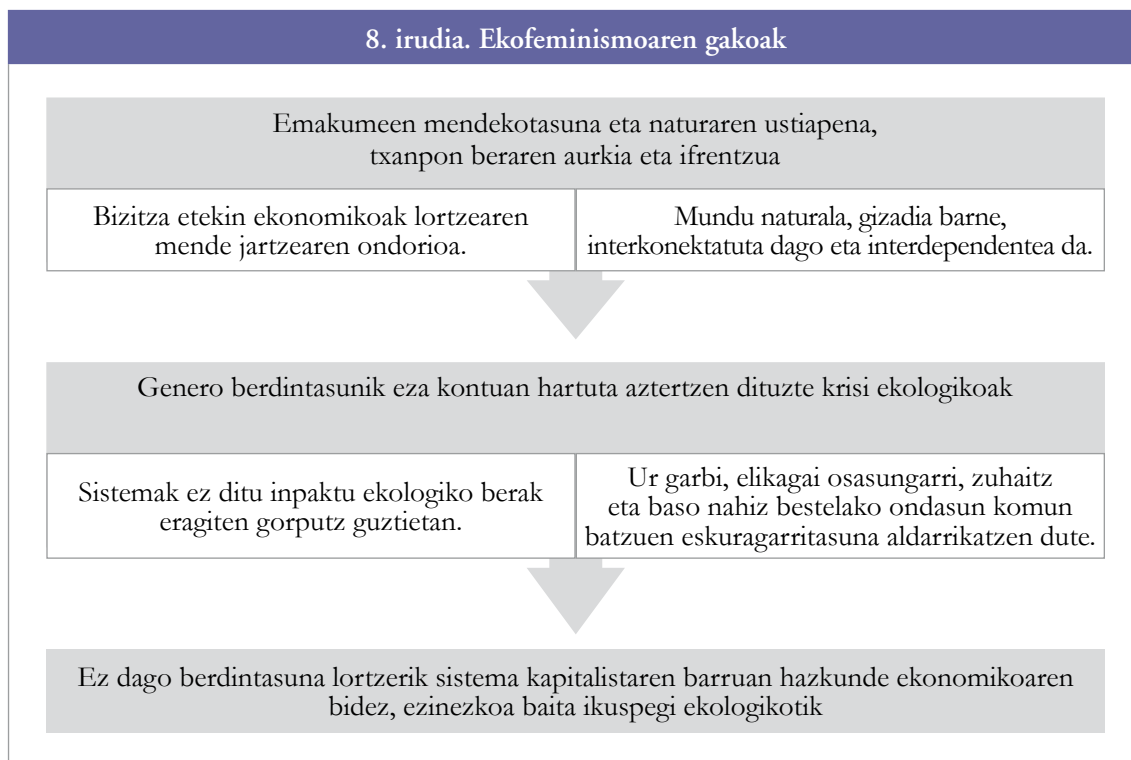 8. irudia. Ekofeminismoaren gakoak
Emakumeen mendekotasuna eta naturaren ustiapena,
txanpon beraren aurkia eta ifrentzua
Bizitza etekin ekonomikoak lortzearen
mende jartzearen ondorioa.
Mundu naturala, gizadia barne,
interkonektatuta dago eta interdependentea da.
Genero berdintasunik eza kontuan hartuta aztertzen dituzte krisi ekologikoak
Sistemak ez ditu inpaktu ekologiko berak
eragiten gorputz guztietan.
Ur garbi, elikagai osasungarri, zuhaitz
eta baso nahiz bestelako ondasun komun
batzuen eskuragarritasuna aldarrikatzen dute.
Ez dago berdintasuna lortzerik sistema kapitalistaren barruan hazkunde ekonomikoaren
bidez, ezinezkoa baita ikuspegi ekologikotik